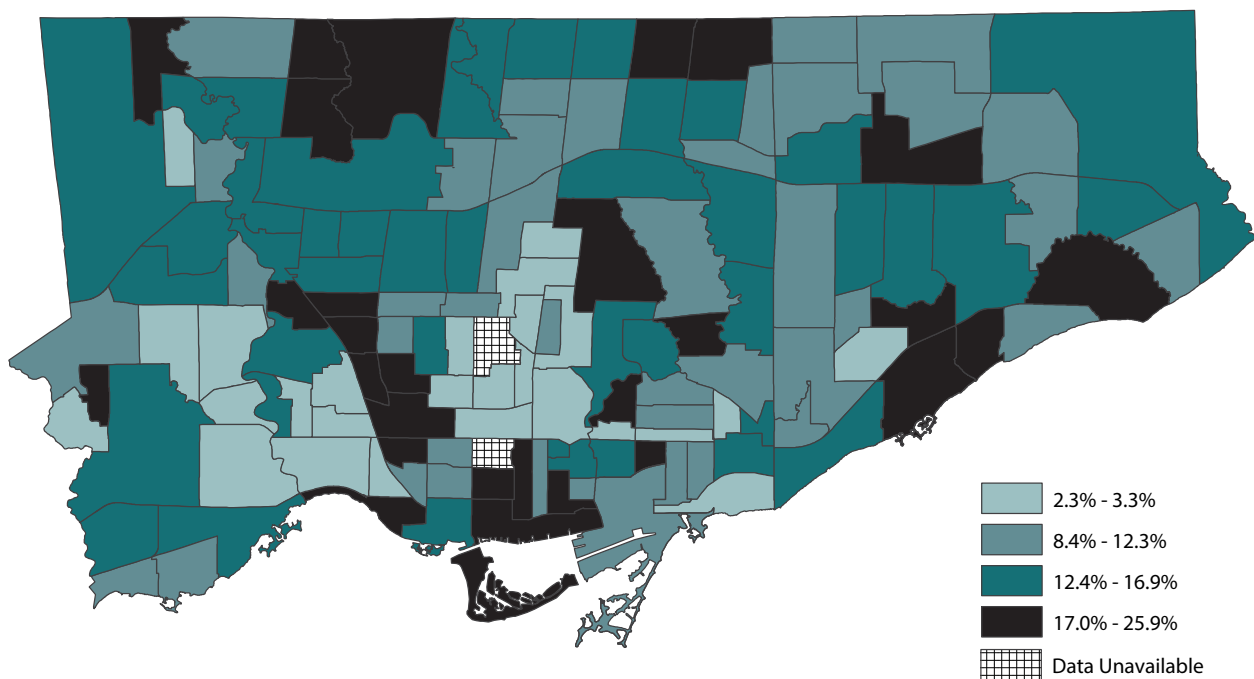 2.3% - 3.3%
8.4% - 12.3%
12.4% - 16.9%
17.0% - 25.9%
Data Unavailable